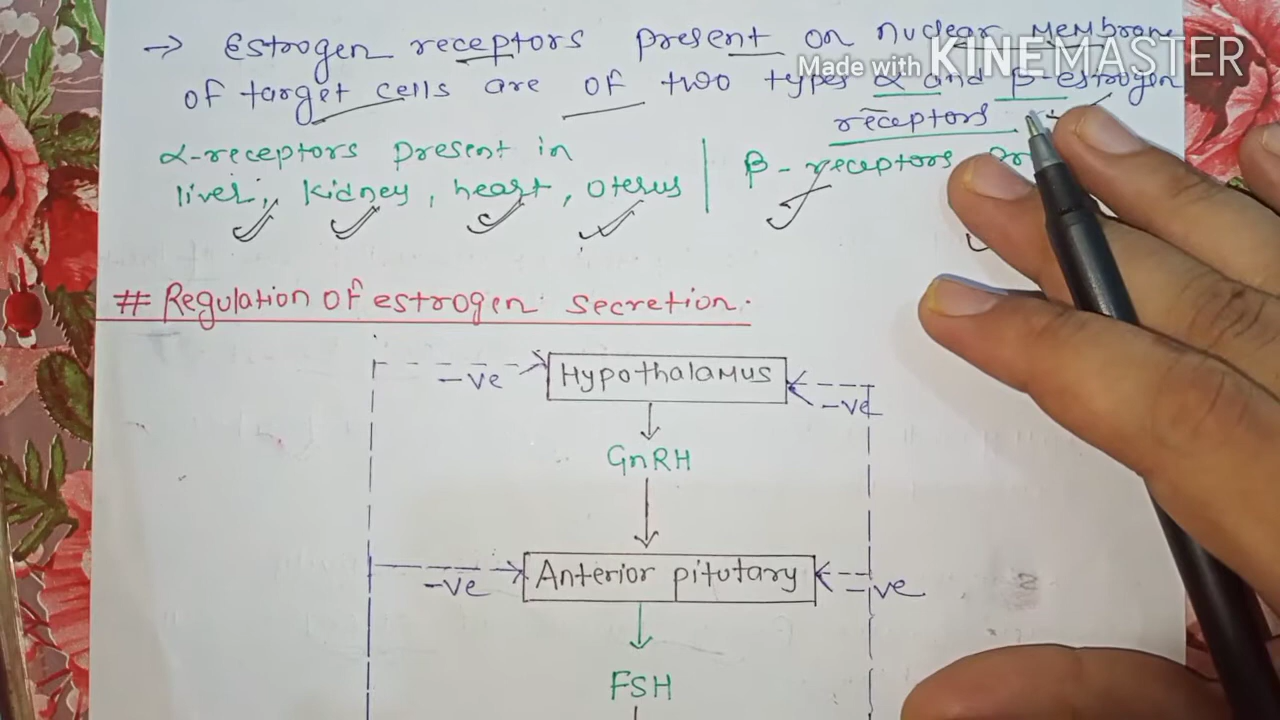 → Estrogen receptors present on nuclear membrane
Made with KINEMASTER
of target cells are of two types α and β-estrogen
receptors
α-receptors present in
liver, kidney, heart, uterus
β-receptors
# Regulation of estrogen secretion.
-ve
Hypothalamus
-ve
GnRH
-ve
Anterior pitutary
-ve
FSH